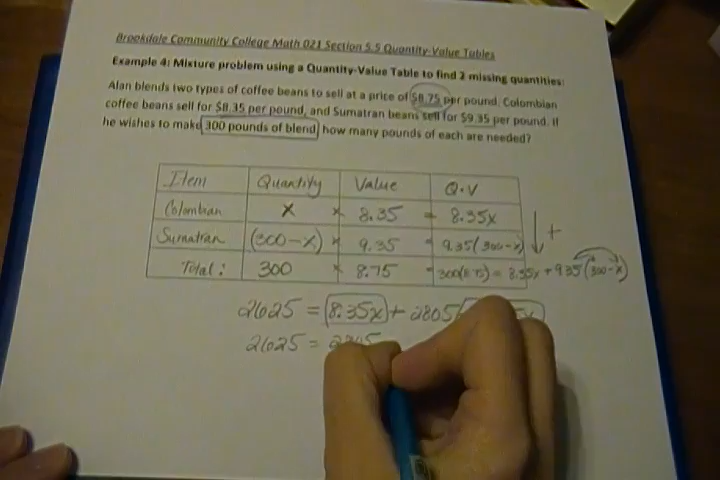 Brookdale Community College Math 021 Section 5.5 Quantity-Value Tables
Example 4: Mixture problem using a Quantity-Value Table to find 2 missing quantities:
Alan blends two types of coffee beans to sell at a price of $8.75 per pound. Colombian
coffee beans sell for $8.35 per pound, and Sumatran beans sell for $9.35 per pound. If
he wishes to make 300 pounds of blend, how many pounds of each are needed?
Item Quantity Value Q·V
Colombian x × 8.35 = 8.35x
Sumatran (300-x) × 9.35 = 9.35(300-x) +
Total: 300 × 8.75 = 300(8.75) = 8.35x + 9.35(300-x)
2625 = 8.35x + 2805
2625 =